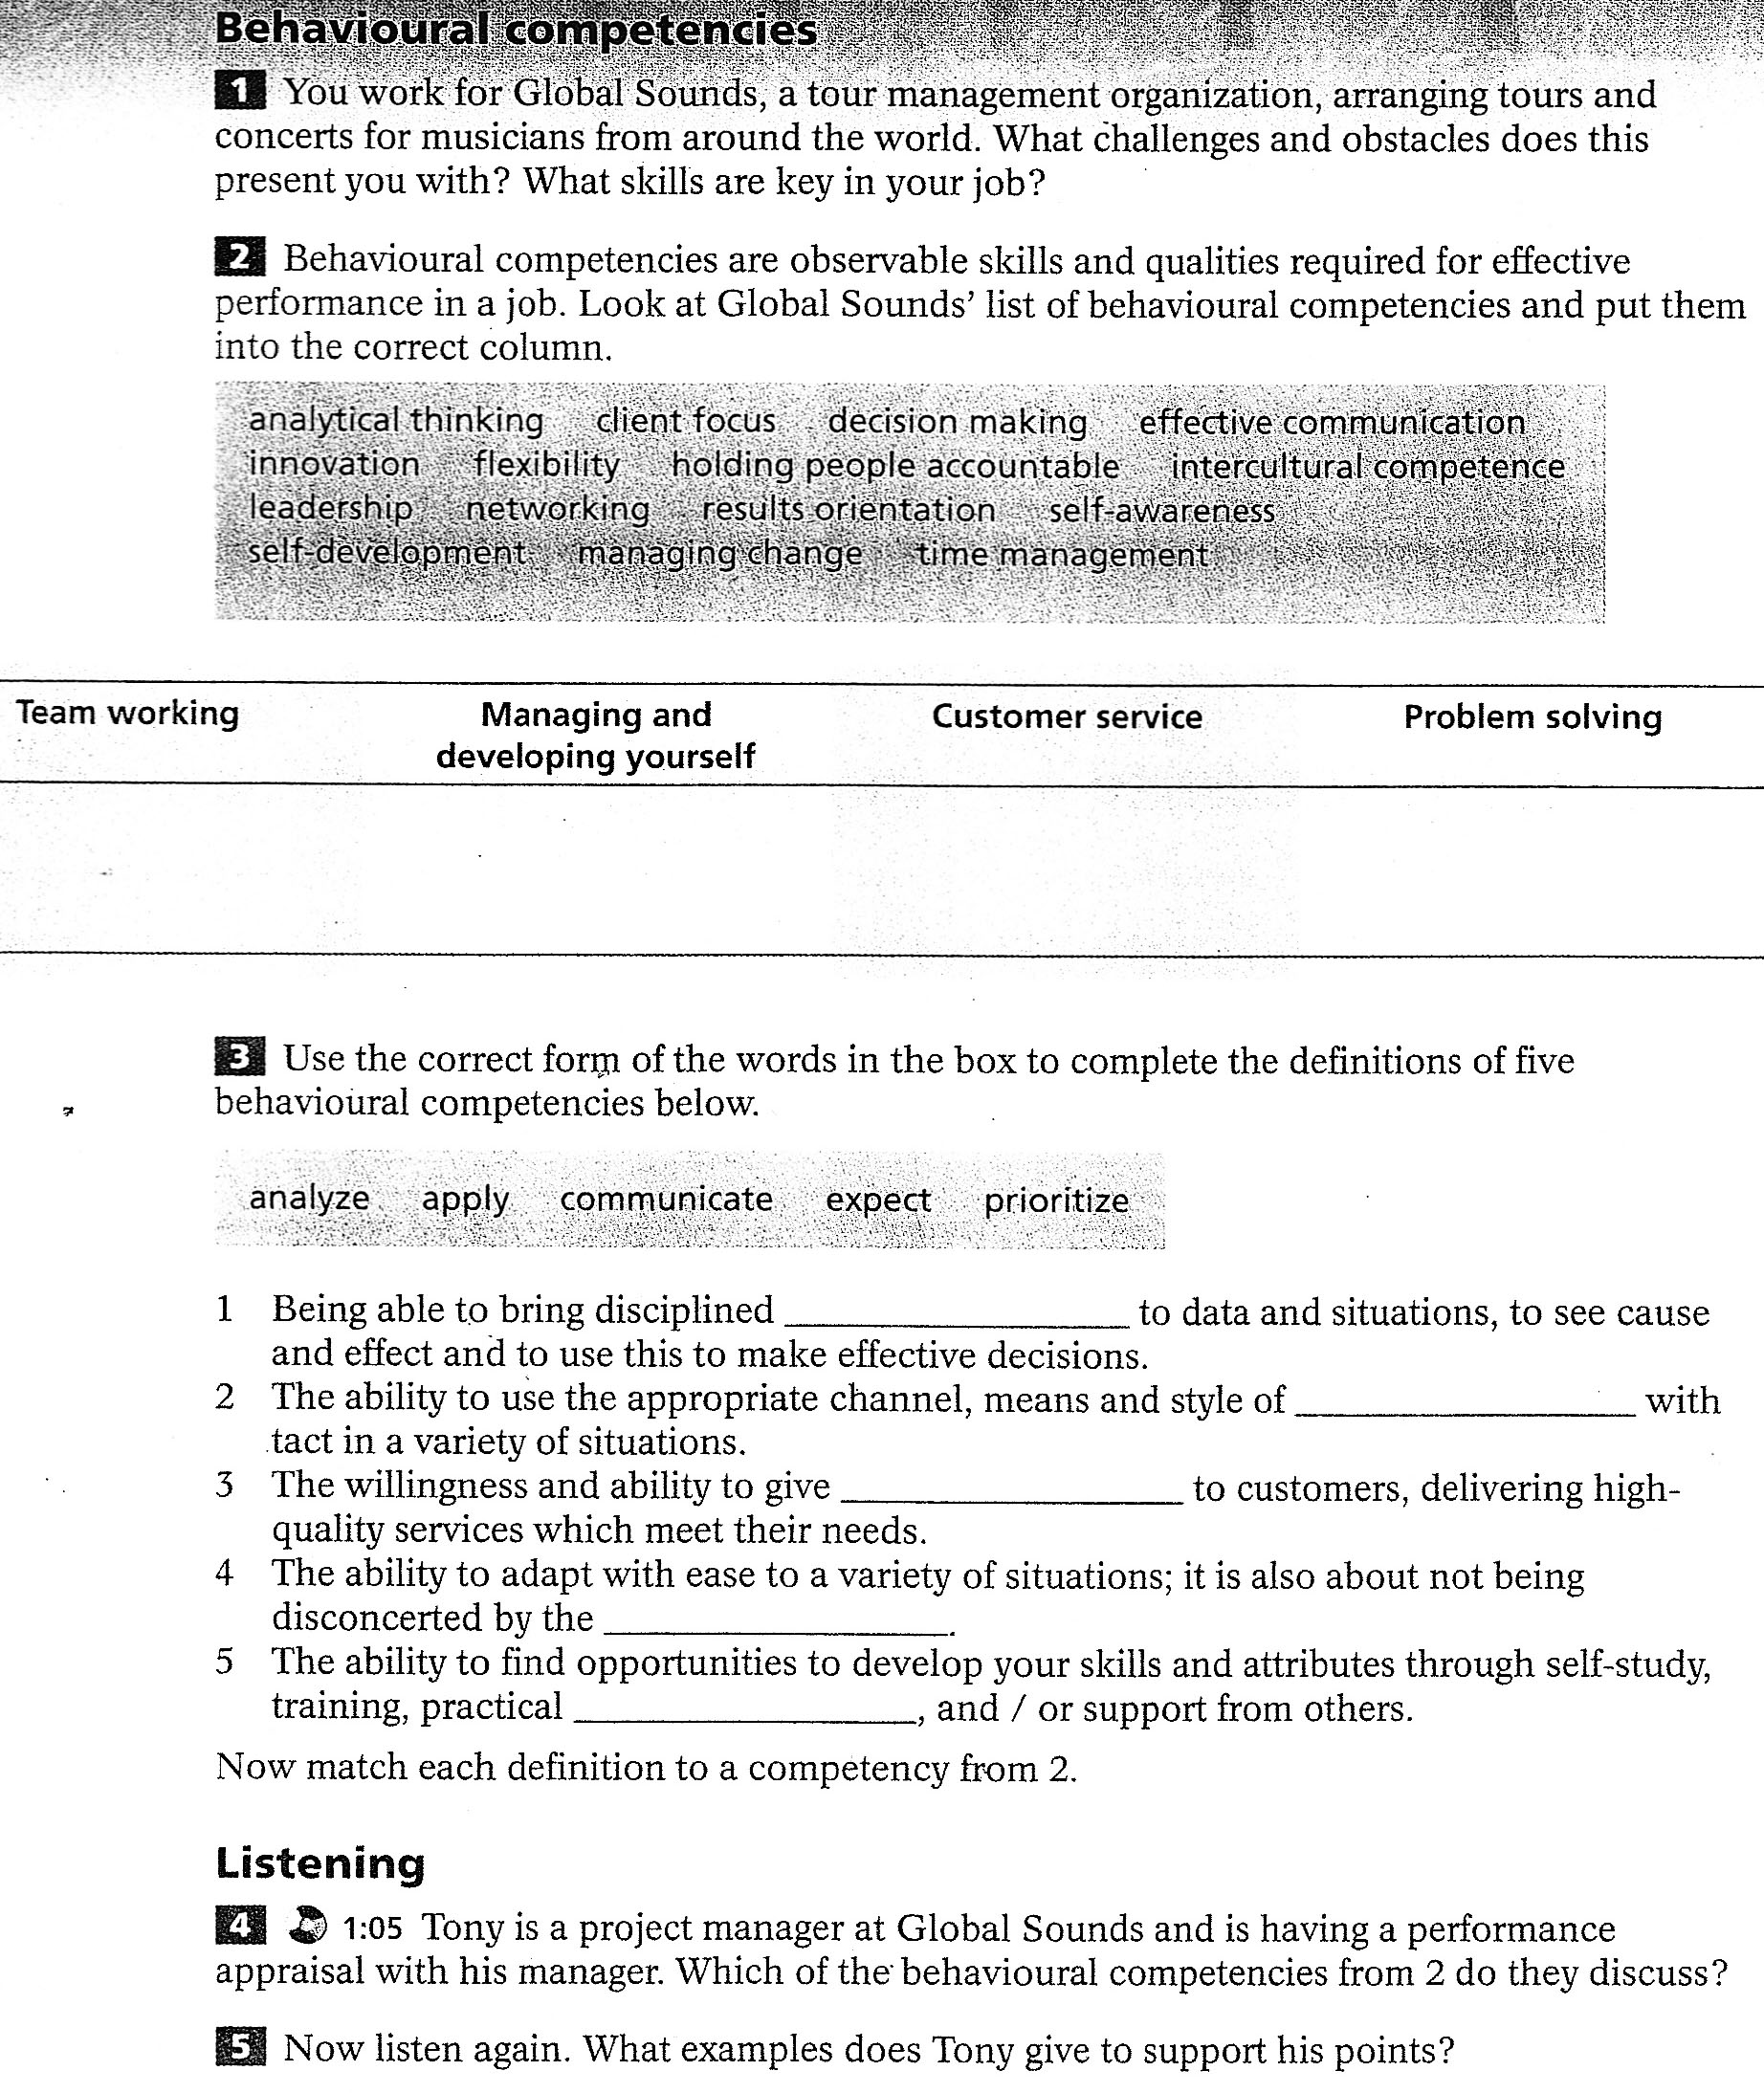 Behavioural competencies
1 You work for Global Sounds, a tour management organization, arranging tours and
concerts for musicians from around the world. What challenges and obstacles does this
present you with? What skills are key in your job?
2 Behavioural competencies are observable skills and qualities required for effective
performance in a job. Look at Global Sounds' list of behavioural competencies and put them
into the correct column.
analytical thinking client focus decision making effective communication
innovation flexibility holding people accountable intercultural competence
leadership networking results orientation self-awareness
self-development managing change time management
Team working Managing and Customer service Problem solving
developing yourself
3 Use the correct form of the words in the box to complete the definitions of five
behavioural competencies below.
analyze apply communicate expect prioritize
1 Being able to bring disciplined ________ to data and situations, to see cause
and effect and to use this to make effective decisions.
2 The ability to use the appropriate channel, means and style of ________ with
tact in a variety of situations.
3 The willingness and ability to give ________ to customers, delivering high-
quality services which meet their needs.
4 The ability to adapt with ease to a variety of situations; it is also about not being
disconcerted by the ________.
5 The ability to find opportunities to develop your skills and attributes through self-study,
training, practical ________, and / or support from others.
Now match each definition to a competency from 2.
Listening
4 1:05 Tony is a project manager at Global Sounds and is having a performance
appraisal with his manager. Which of the behavioural competencies from 2 do they discuss?
5 Now listen again. What examples does Tony give to support his points?